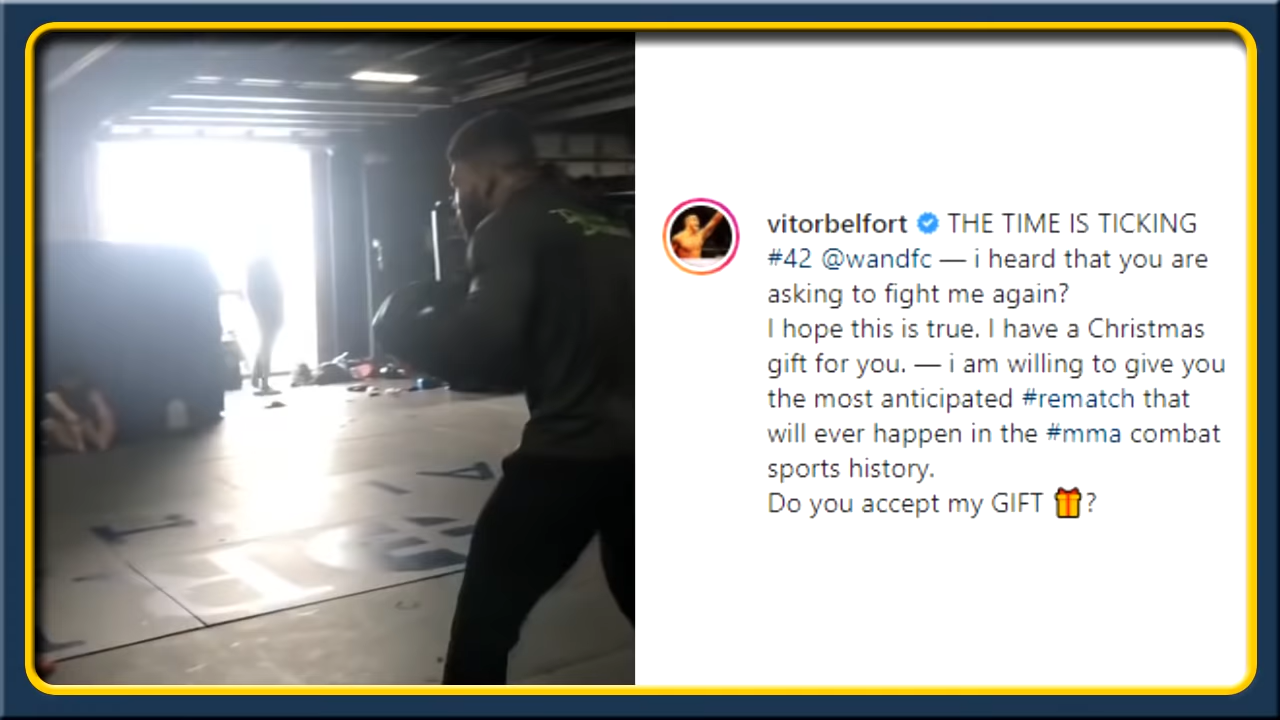 vitorbelfort THE TIME IS TICKING
#42 @wandfc — i heard that you are
asking to fight me again?
I hope this is true. I have a Christmas
gift for you. — i am willing to give you
the most anticipated #rematch that
will ever happen in the #mma combat
sports history.
Do you accept my GIFT 🎁?